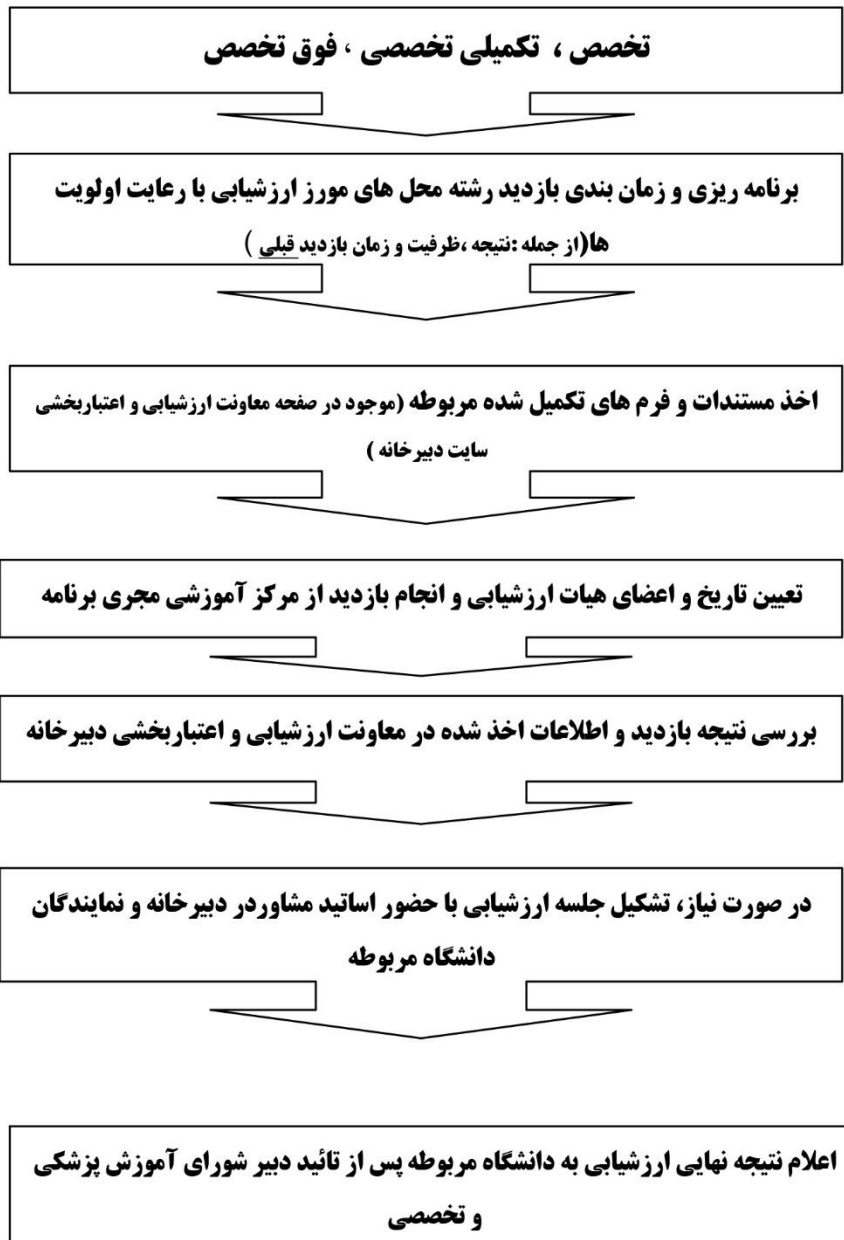 تخصص ، تکمیلی تخصصی ، فوق تخصص
برنامه ریزی و زمان بندی بازدید رشته محل های مورز ارزشیابی با رعایت اولویت
ها(از جمله :نتیجه ،ظرفیت و زمان بازدید قبلی )
اخذ مستندات و فرم های تکمیل شده مربوطه (موجود در صفحه معاونت ارزشیابی و اعتباربخشی
سایت دبیرخانه )
تعیین تاریخ و اعضای هیات ارزشیابی و انجام بازدید از مرکز آموزشی مجری برنامه
بررسی نتیجه بازدید و اطلاعات اخذ شده در معاونت ارزشیابی و اعتباربخشی دبیرخانه
در صورت نیاز، تشکیل جلسه ارزشیابی با حضور اساتید مشاوردر دبیرخانه و نمایندگان
دانشگاه مربوطه
اعلام نتیجه نهایی ارزشیابی به دانشگاه مربوطه پس از تائید دبیر شورای آموزش پزشکی
و تخصصی